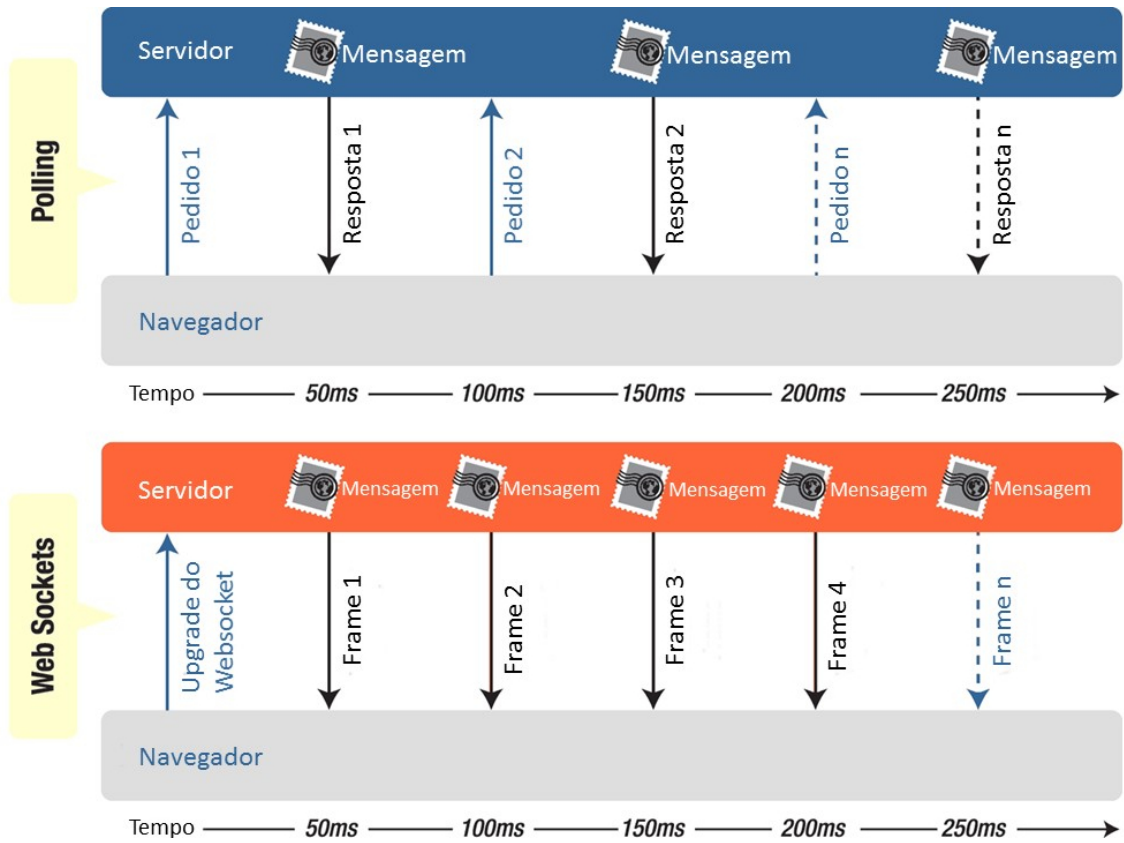 Polling
Servidor
Mensagem
Mensagem
Mensagem
Pedido 1
Resposta 1
Pedido 2
Resposta 2
Pedido n
Resposta n
Navegador
Tempo 50ms 100ms 150ms 200ms 250ms
Web Sockets
Servidor
Mensagem
Mensagem
Mensagem
Mensagem
Mensagem
Upgrade do
Websocket
Frame 1
Frame 2
Frame 3
Frame 4
Frame n
Navegador
Tempo 50ms 100ms 150ms 200ms 250ms